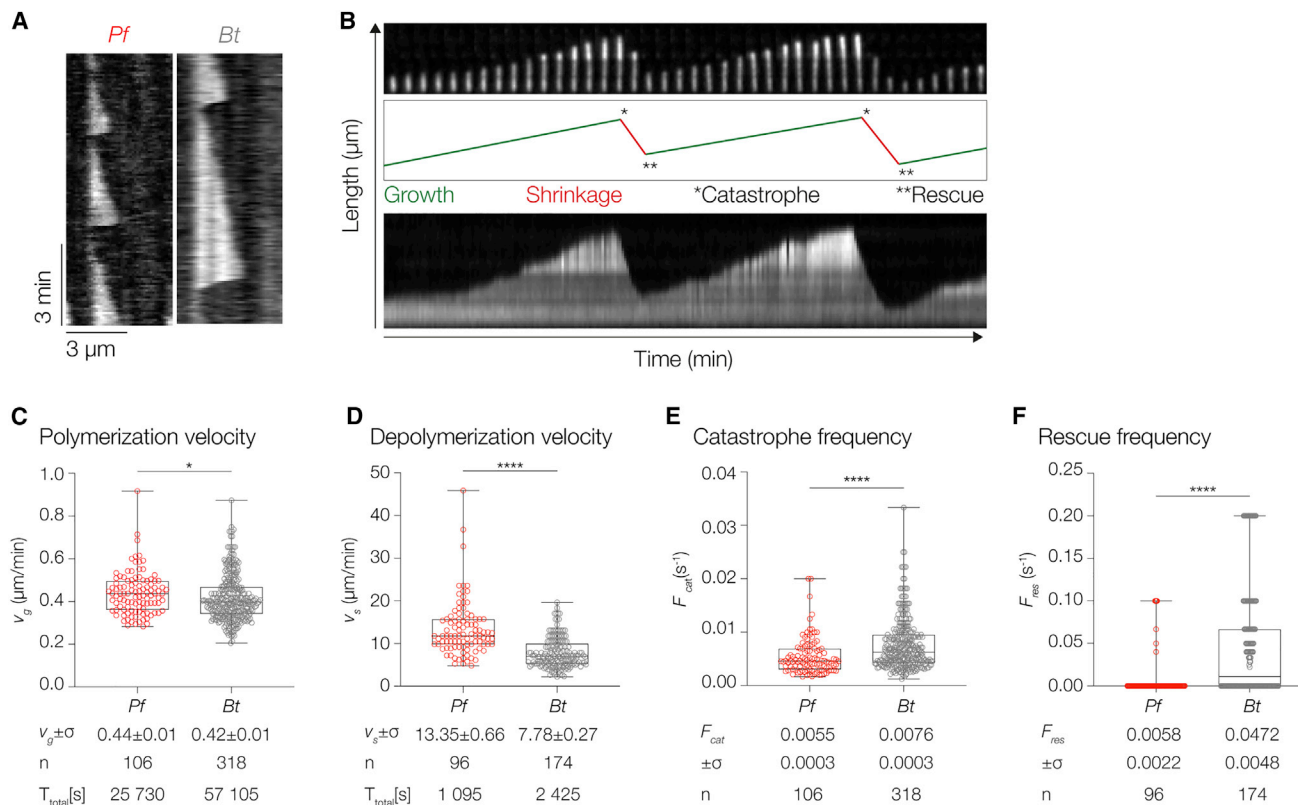 A
Pf Bt
3 min
3 µm
B
Length (µm)
* *
** **
Growth Shrinkage *Catastrophe **Rescue
Time (min)
C Polymerization velocity
*
v_g (µm/min)
1.0
0.8
0.6
0.4
0.2
0.0
Pf Bt
v_g±σ 0.44±0.01 0.42±0.01
n 106 318
T_total[s] 25 730 57 105
D Depolymerization velocity
****
v_s (µm/min)
50
40
30
20
10
0
Pf Bt
v_s±σ 13.35±0.66 7.78±0.27
n 96 174
T_total[s] 1 095 2 425
E Catastrophe frequency
****
F_cat(s⁻¹)
0.04
0.03
0.02
0.01
0.00
Pf Bt
F_cat 0.0055 0.0076
±σ 0.0003 0.0003
n 106 318
F Rescue frequency
****
F_res (s⁻¹)
0.25
0.20
0.15
0.10
0.05
0.00
Pf Bt
F_res 0.0058 0.0472
±σ 0.0022 0.0048
n 96 174